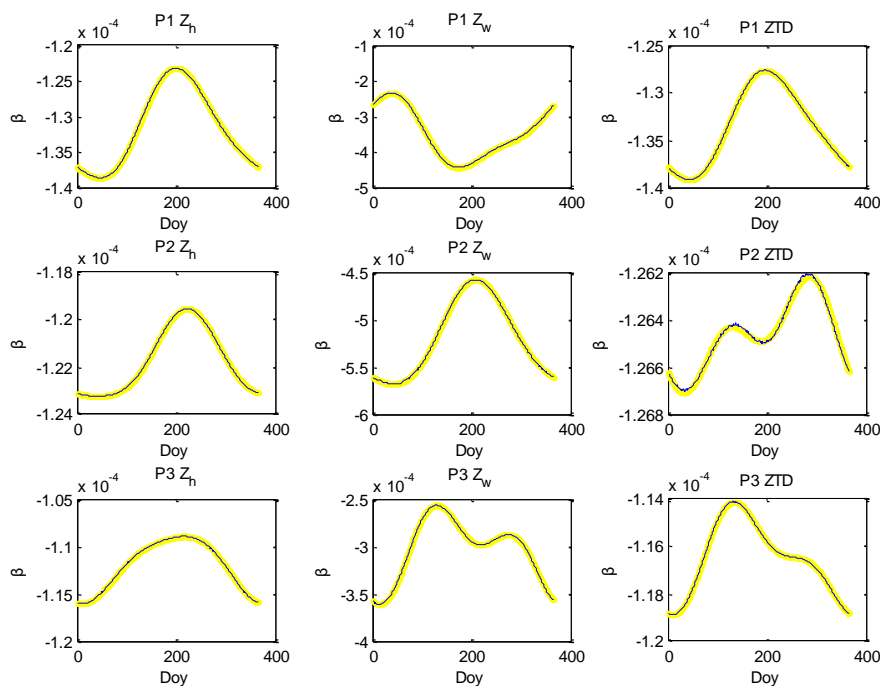 P1 Z_h
x 10^-4
-1.2
-1.25
-1.3
-1.35
-1.4
β
0 200 400
Doy
P1 Z_w
x 10^-4
-1
-2
-3
-4
-5
β
0 200 400
Doy
P1 ZTD
x 10^-4
-1.25
-1.3
-1.35
-1.4
β
0 200 400
Doy
P2 Z_h
x 10^-4
-1.18
-1.2
-1.22
-1.24
β
0 200 400
Doy
P2 Z_w
x 10^-4
-4.5
-5
-5.5
-6
β
0 200 400
Doy
P2 ZTD
x 10^-4
-1.262
-1.264
-1.266
-1.268
β
0 200 400
Doy
P3 Z_h
x 10^-4
-1.05
-1.1
-1.15
-1.2
β
0 200 400
Doy
P3 Z_w
x 10^-4
-2.5
-3
-3.5
-4
β
0 200 400
Doy
P3 ZTD
x 10^-4
-1.14
-1.16
-1.18
-1.2
β
0 200 400
Doy